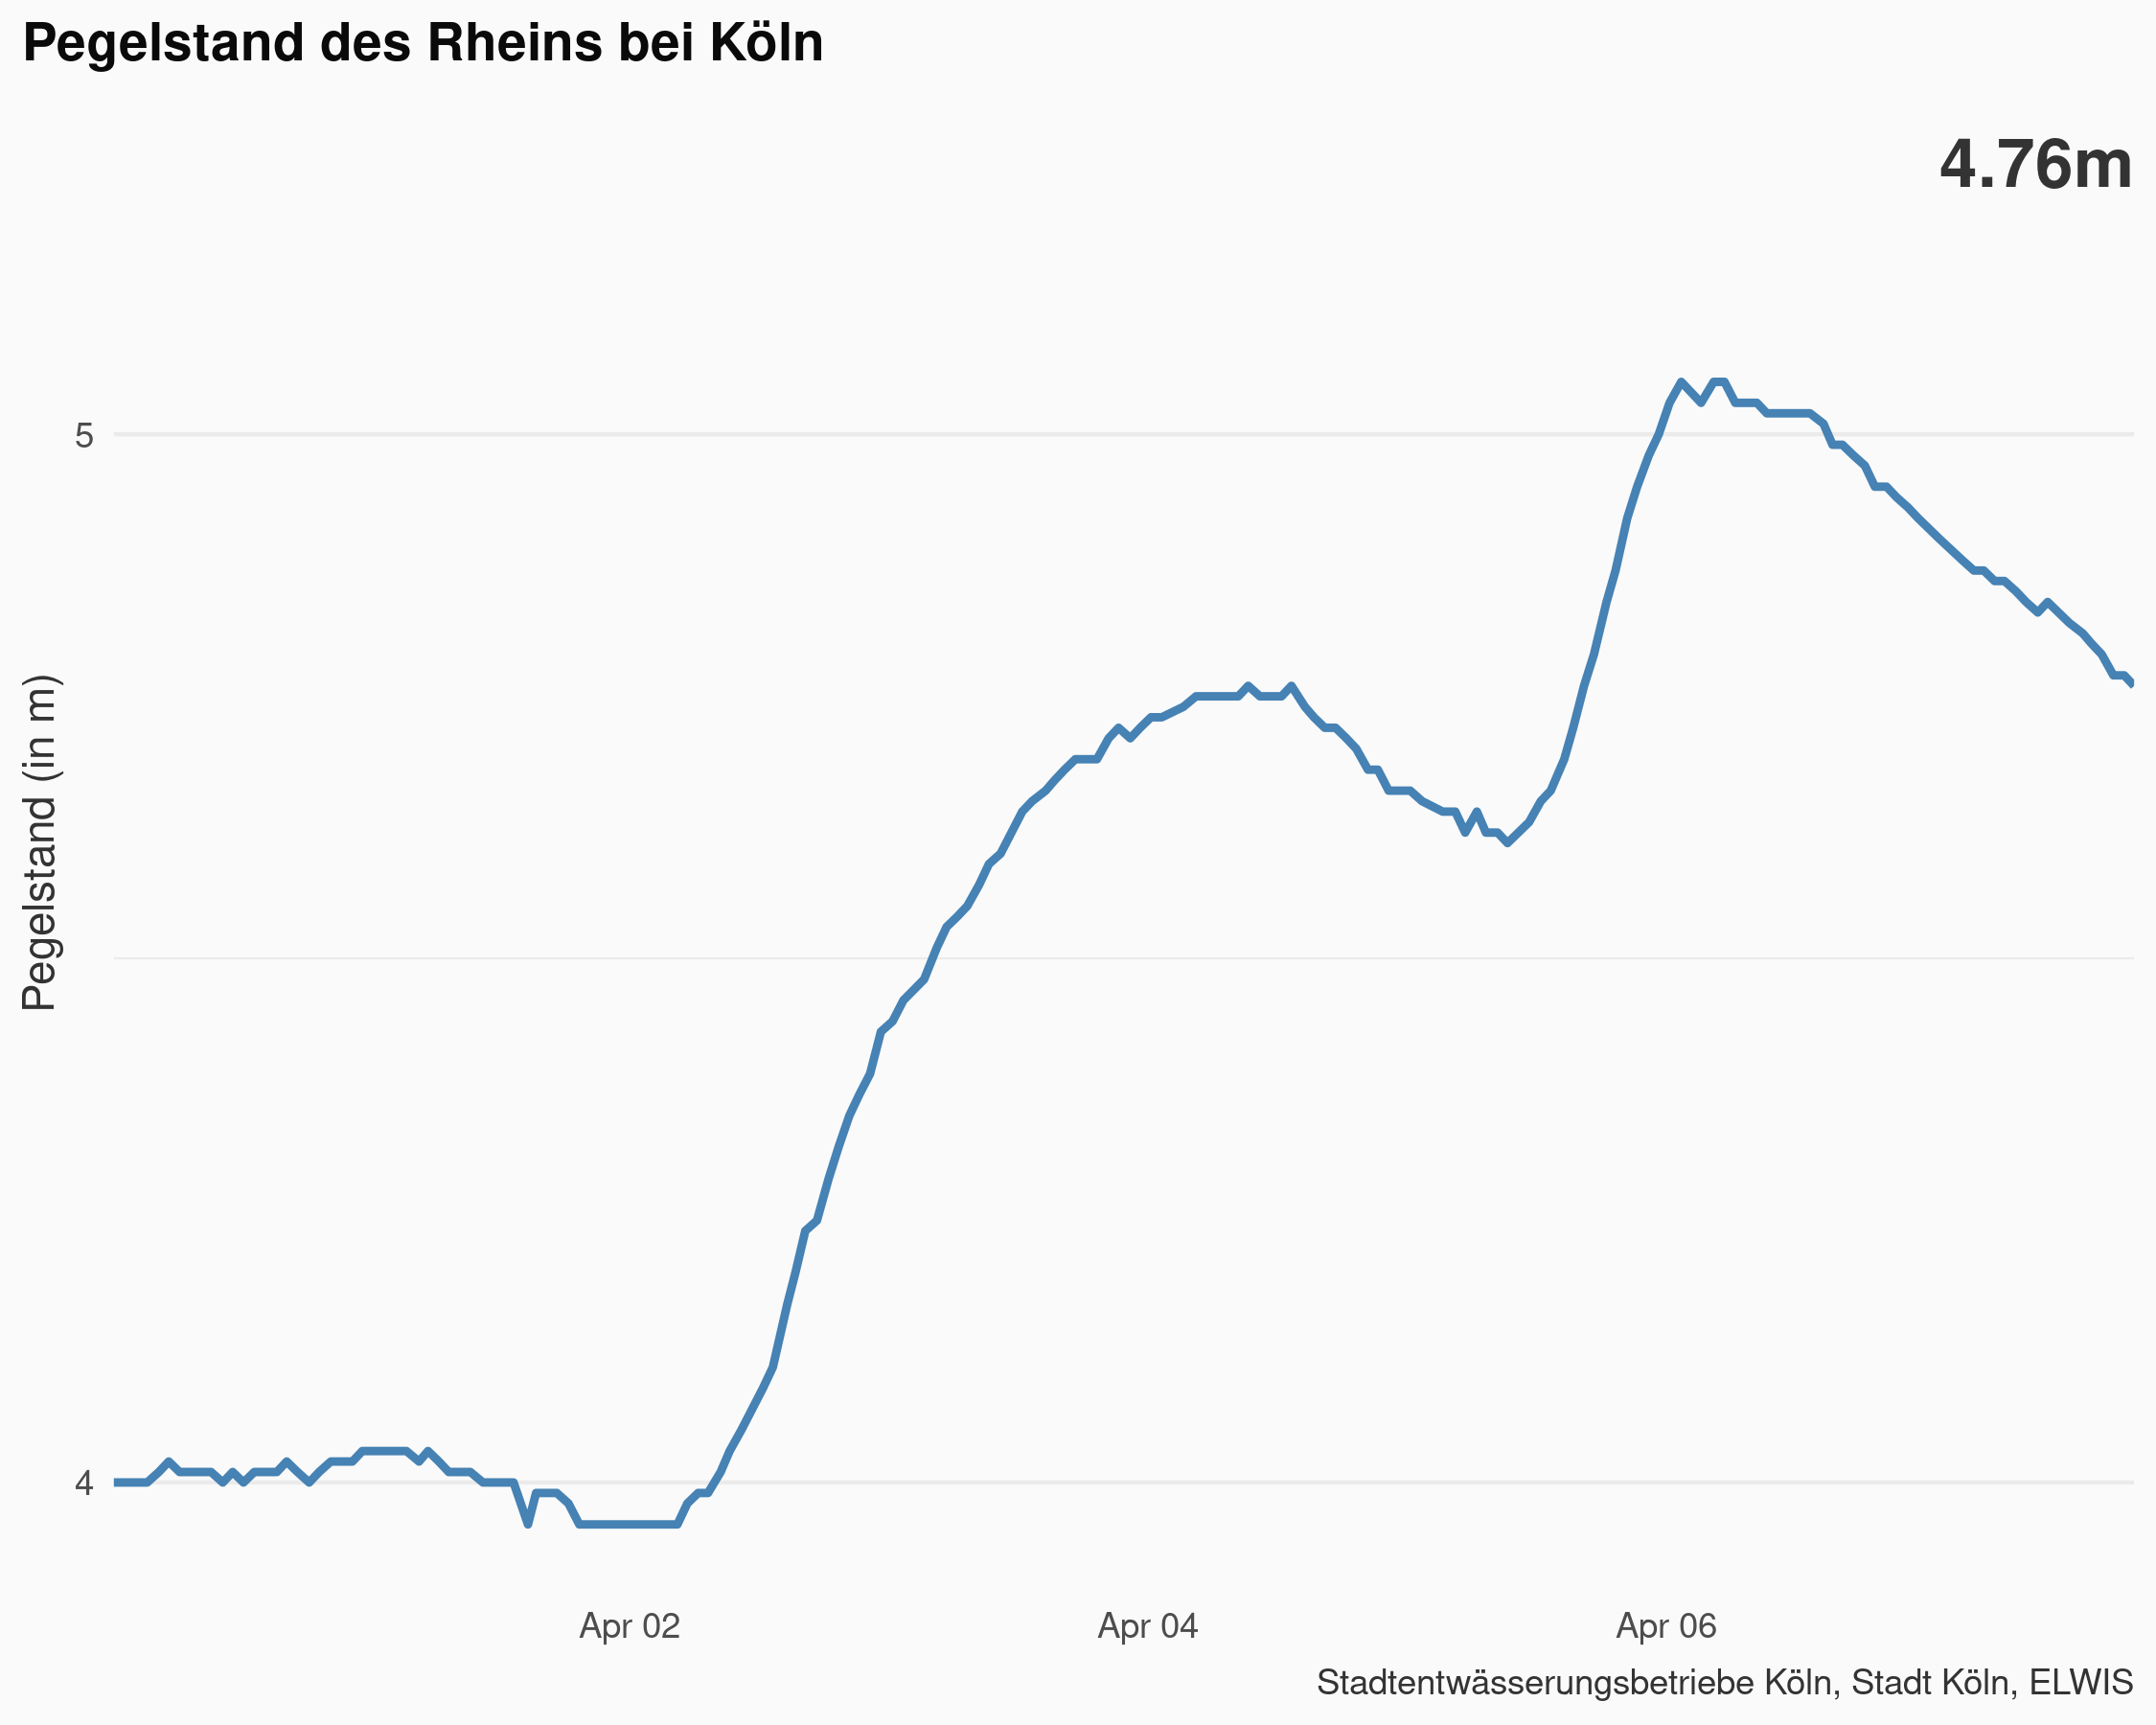 Pegelstand des Rheins bei Köln
4.76m
5
4
Pegelstand (in m)
Apr 02
Apr 04
Apr 06
Stadtentwässerungsbetriebe Köln, Stadt Köln, ELWIS